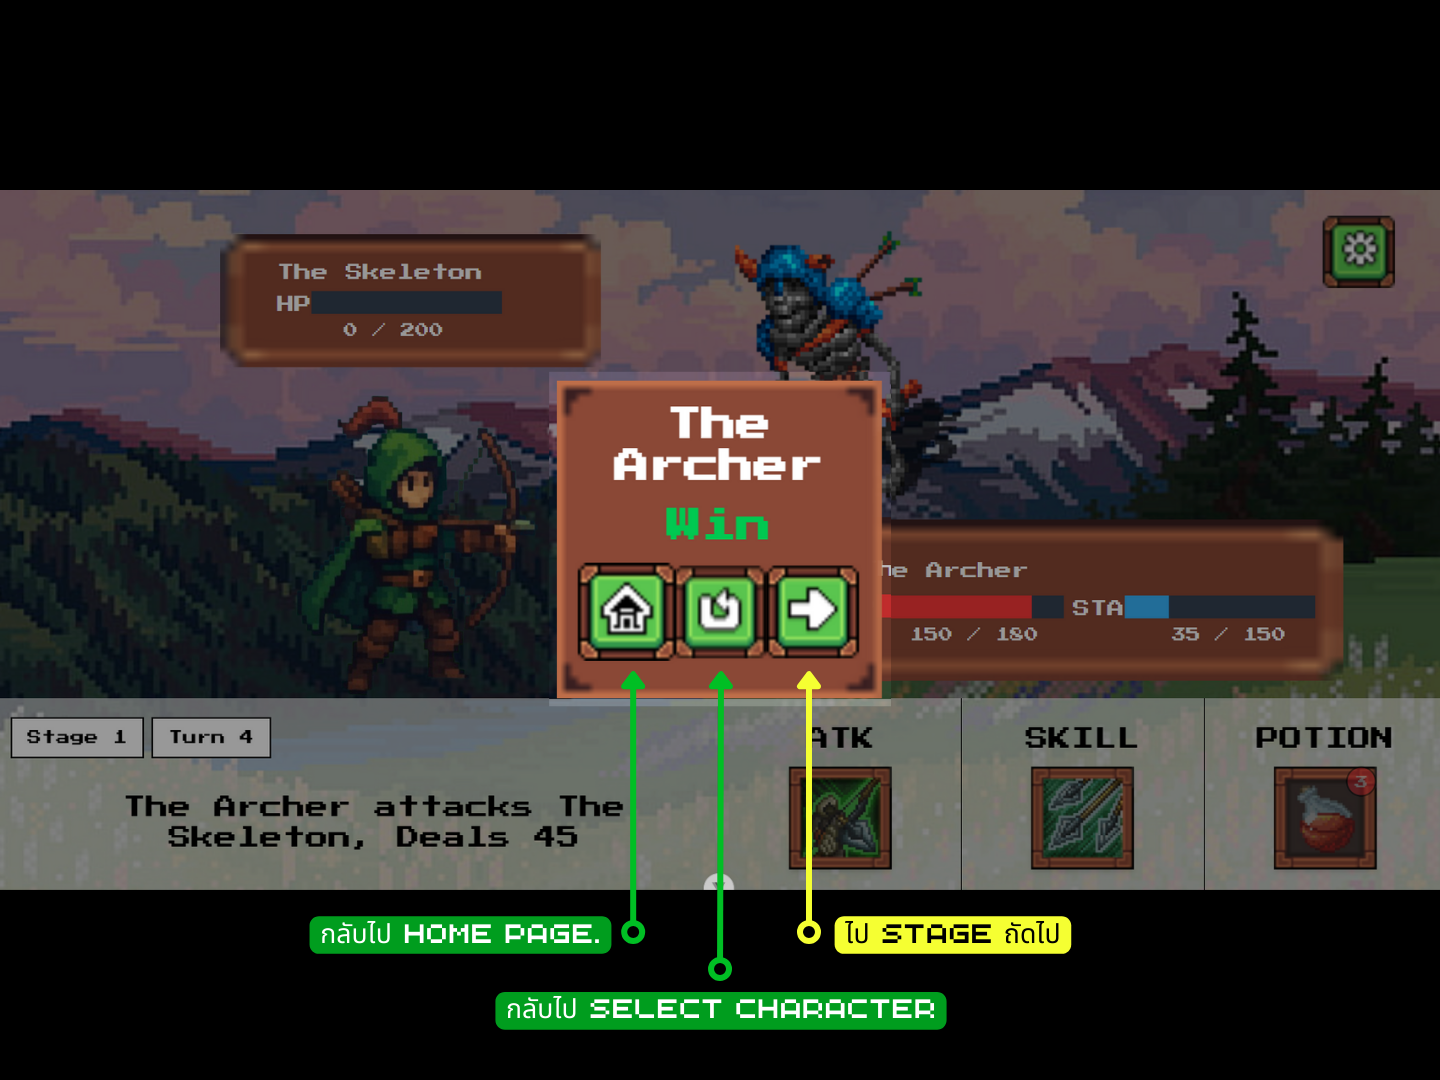 The Skeleton
HP
0 / 200
The
Archer
Win
he Archer
STA
150 / 180
35 / 150
Stage 1
Turn 4
The Archer attacks The
Skeleton, Deals 45
ATK
SKILL
POTION
3
กลับไป HOME PAGE.
ไป STAGE ถัดไป
กลับไป SELECT CHARACTER